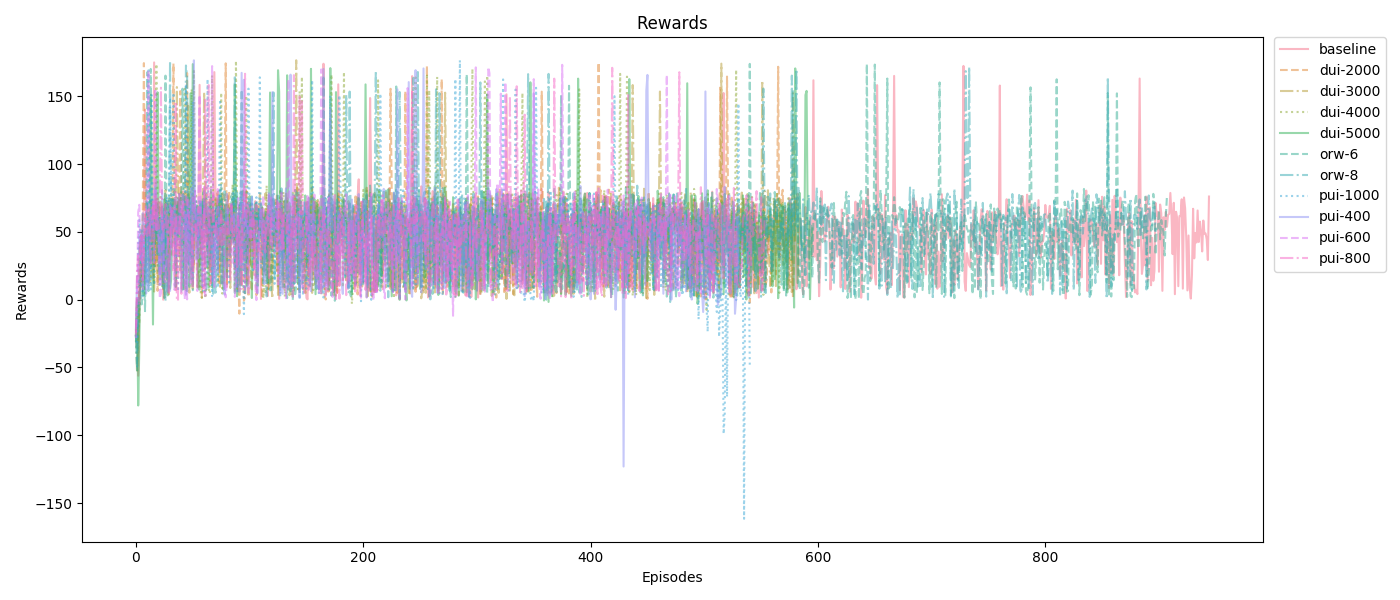 Rewards
Rewards
150
100
50
0
−50
−100
−150
0
200
400
600
800
Episodes
baseline
dui-2000
dui-3000
dui-4000
dui-5000
orw-6
orw-8
pui-1000
pui-400
pui-600
pui-800